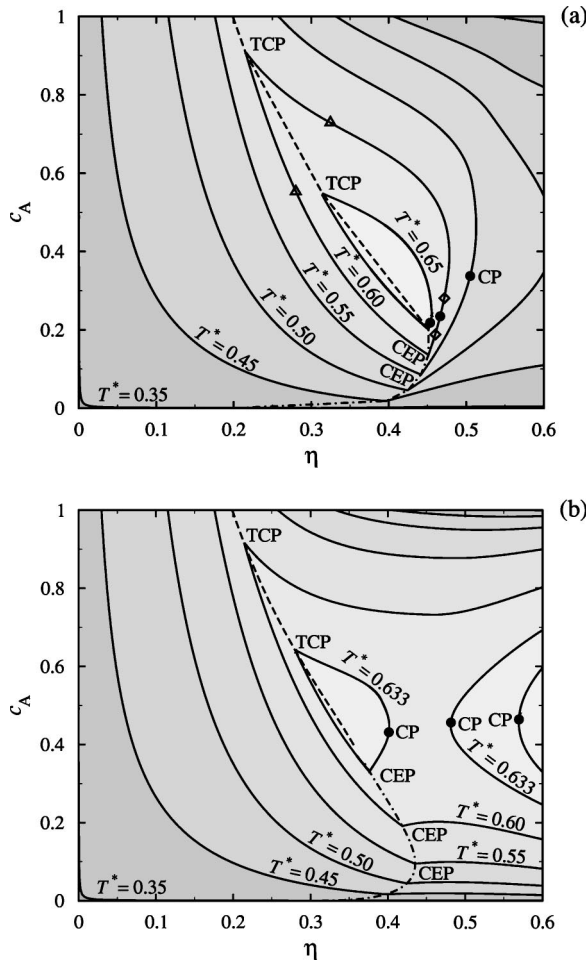 (a)
1
TCP
0.8
0.6
TCP
c_A
T* = 0.65
0.4
CP
T* = 0.60
T* = 0.55
0.2
T* = 0.50
CEP
T* = 0.45
CEP
T* = 0.35
0
0 0.1 0.2 0.3 0.4 0.5 0.6
η
(b)
1
TCP
0.8
TCP
T* = 0.633
0.6
c_A
CP CP CP
0.4
T* = 0.633
CEP
T* = 0.60
0.2
CEP
T* = 0.55
T* = 0.50
CEP
T* = 0.45
T* = 0.35
0
0 0.1 0.2 0.3 0.4 0.5 0.6
η